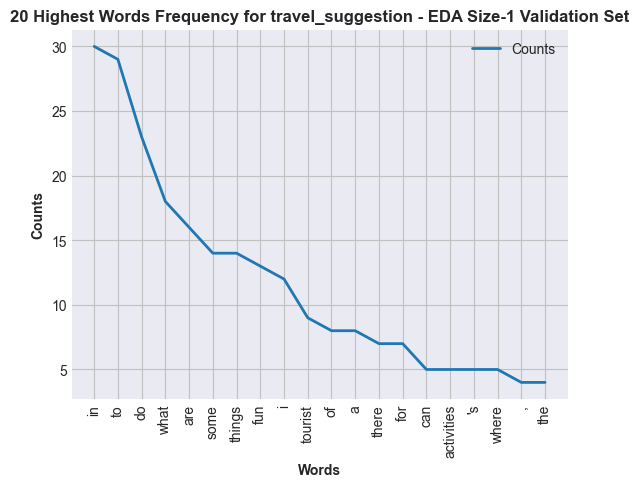 20 Highest Words Frequency for travel_suggestion - EDA Size-1 Validation Set
Counts
30
25
20
15
10
5
Counts
in
to
do
what
are
some
things
fun
i
tourist
of
a
there
for
can
activities
's
where
,
the
Words